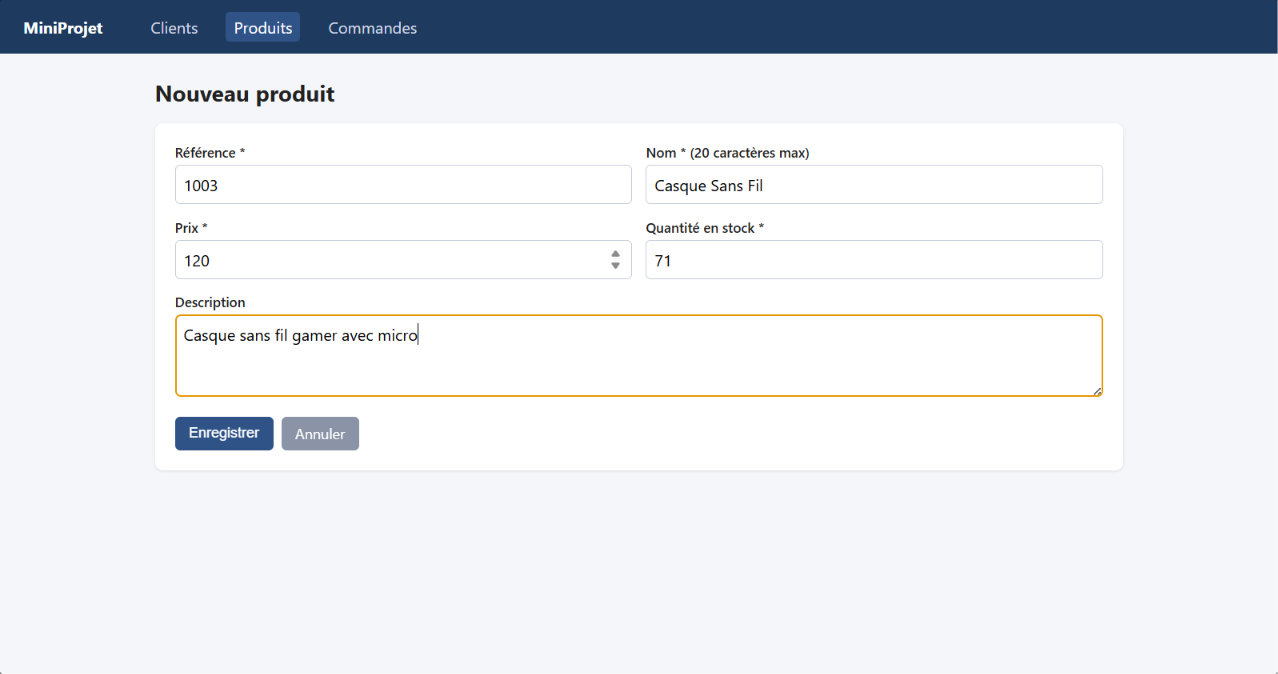 MiniProjet Clients Produits Commandes
Nouveau produit
Référence * Nom * (20 caractères max)
1003 Casque Sans Fil
Prix * Quantité en stock *
120 71
Description
Casque sans fil gamer avec micro
Enregistrer Annuler